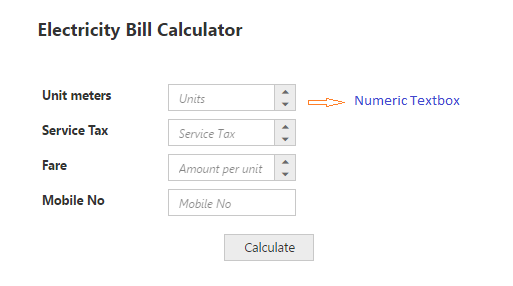 Electricity Bill Calculator
Unit meters Units Numeric Textbox
Service Tax Service Tax
Fare Amount per unit
Mobile No Mobile No
Calculate